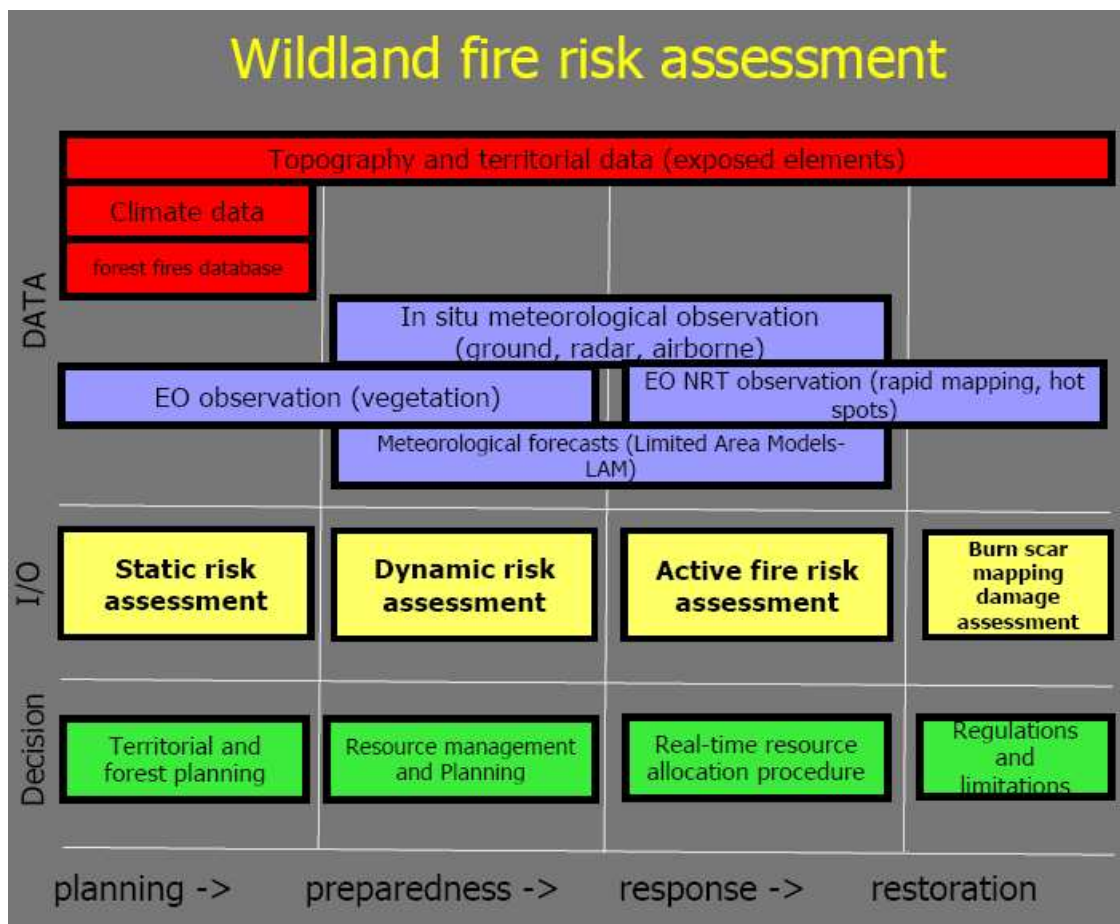 Wildland fire risk assessment
Topography and territorial data (exposed elements)
Climate data
forest fires database
DATA
In situ meteorological observation
(ground, radar, airborne)
EO observation (vegetation)
EO NRT observation (rapid mapping, hot
spots)
Meteorological forecasts (Limited Area Models-
LAM)
I/O
Static risk
assessment
Dynamic risk
assessment
Active fire risk
assessment
Burn scar
mapping
damage
assessment
Decision
Territorial and
forest planning
Resource management
and Planning
Real-time resource
allocation procedure
Regulations
and
limitations
planning -> preparedness -> response -> restoration